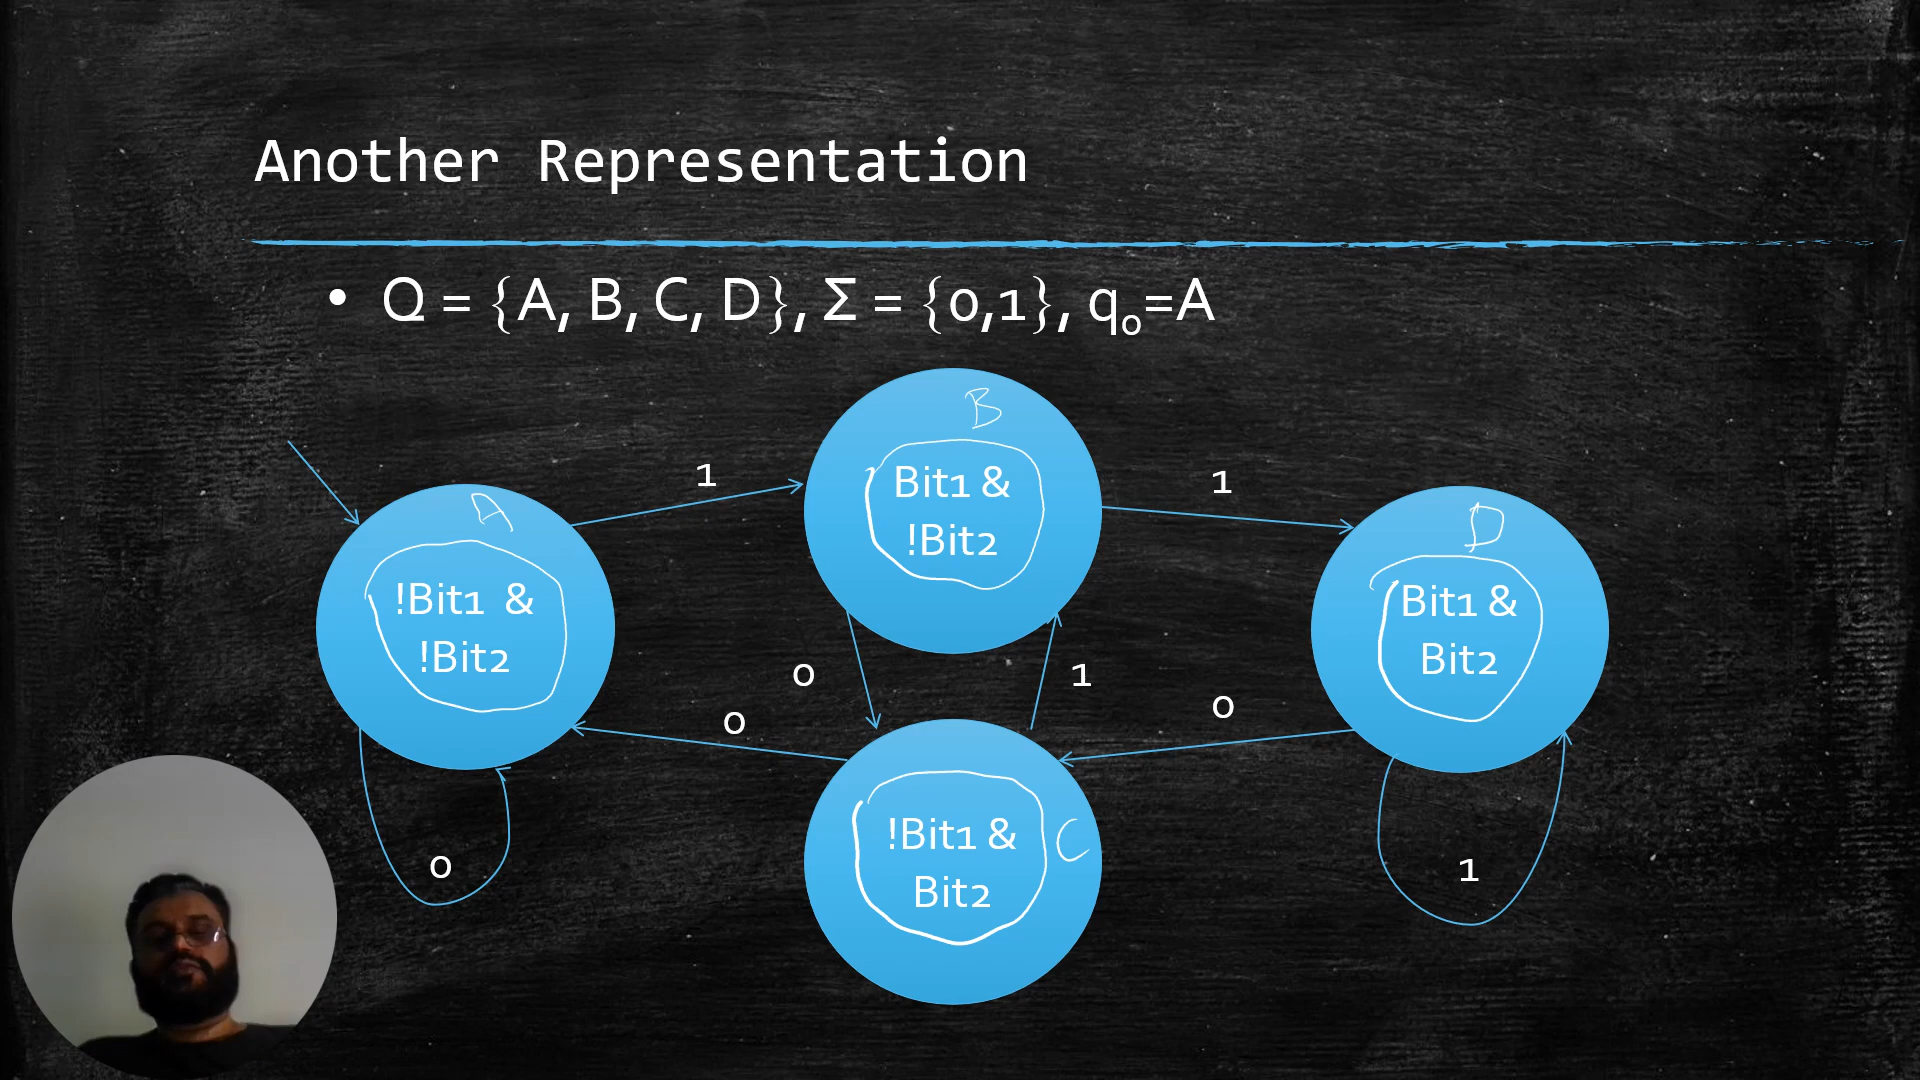 Another Representation
• Q = {A, B, C, D}, Σ = {0,1}, q₀=A
B
Bit1 &
!Bit2
1
1
A
!Bit1 &
!Bit2
D
Bit1 &
Bit2
0
1
0
0
!Bit1 &
Bit2
C
0
1